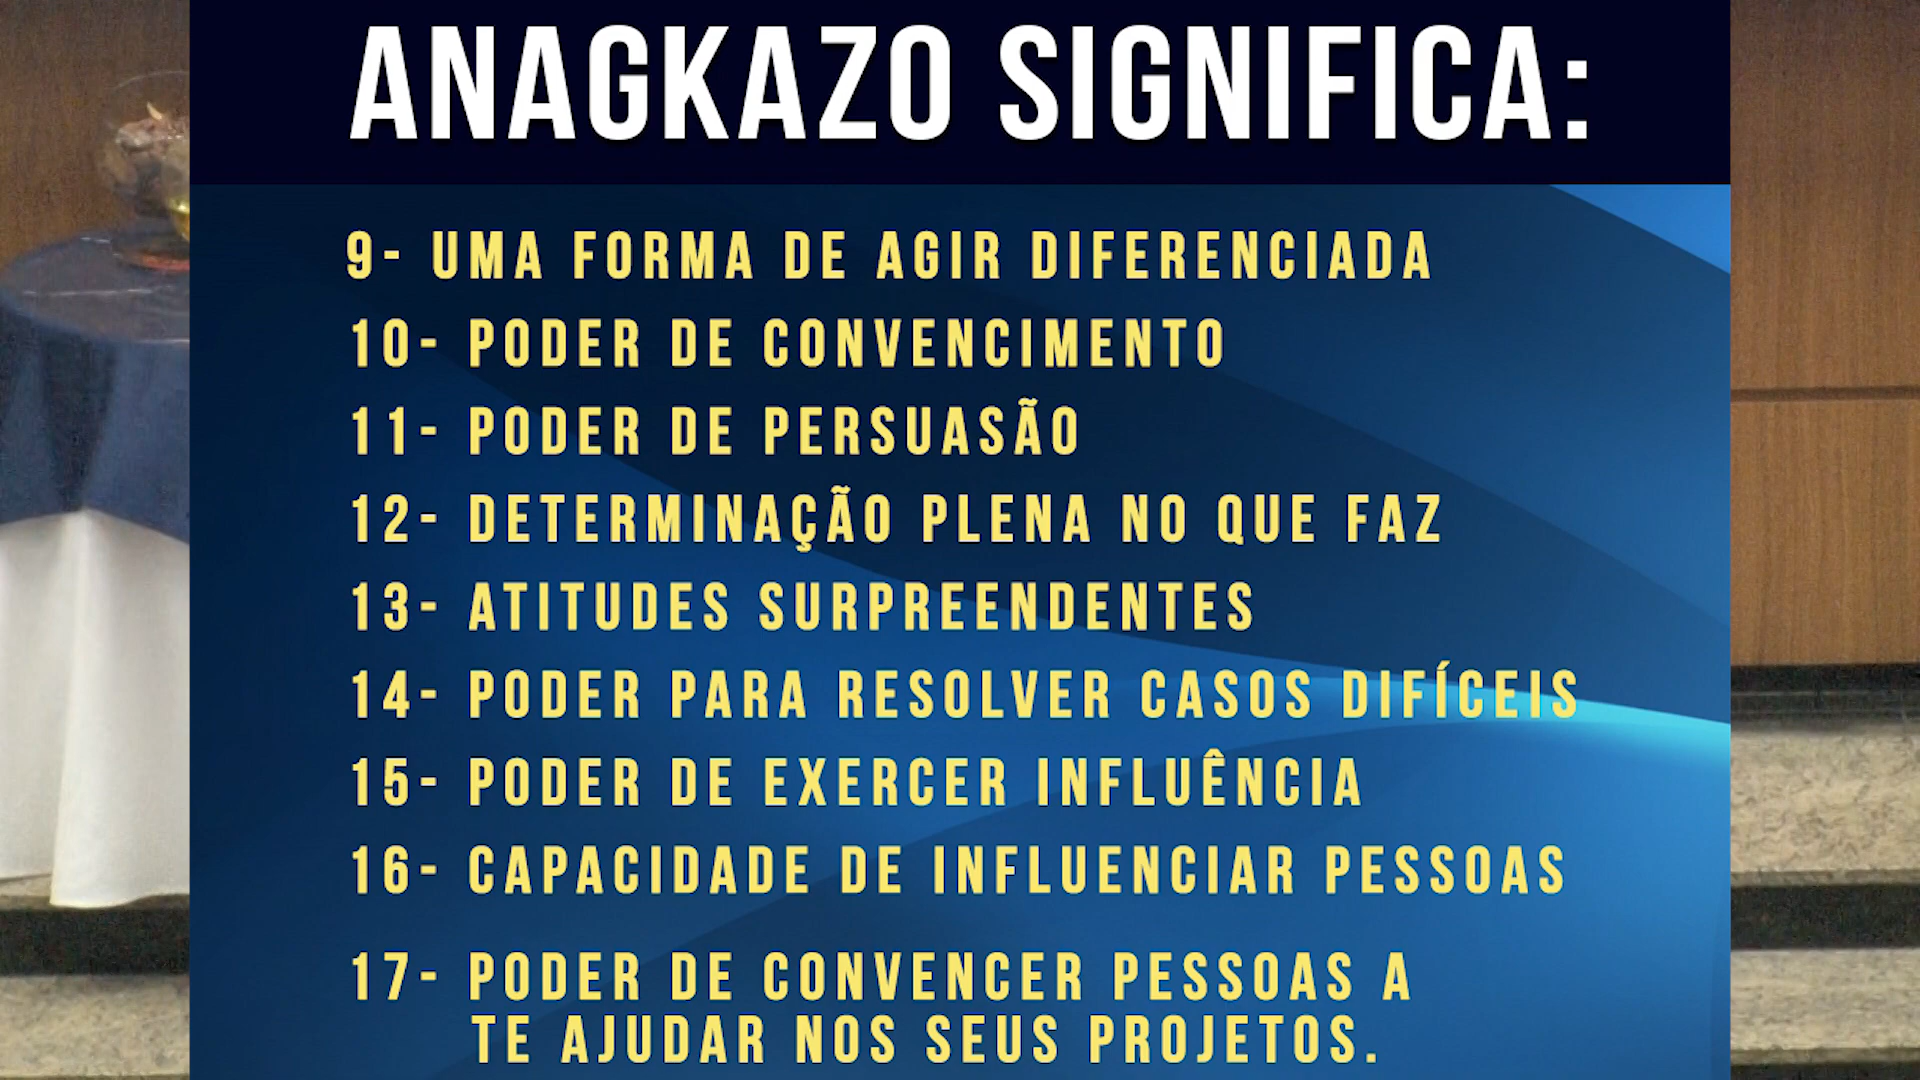 ANAGKAZO SIGNIFICA:
9- UMA FORMA DE AGIR DIFERENCIADA
10- PODER DE CONVENCIMENTO
11- PODER DE PERSUASÃO
12- DETERMINAÇÃO PLENA NO QUE FAZ
13- ATITUDES SURPREENDENTES
14- PODER PARA RESOLVER CASOS DIFÍCEIS
15- PODER DE EXERCER INFLUÊNCIA
16- CAPACIDADE DE INFLUENCIAR PESSOAS
17- PODER DE CONVENCER PESSOAS A
TE AJUDAR NOS SEUS PROJETOS.